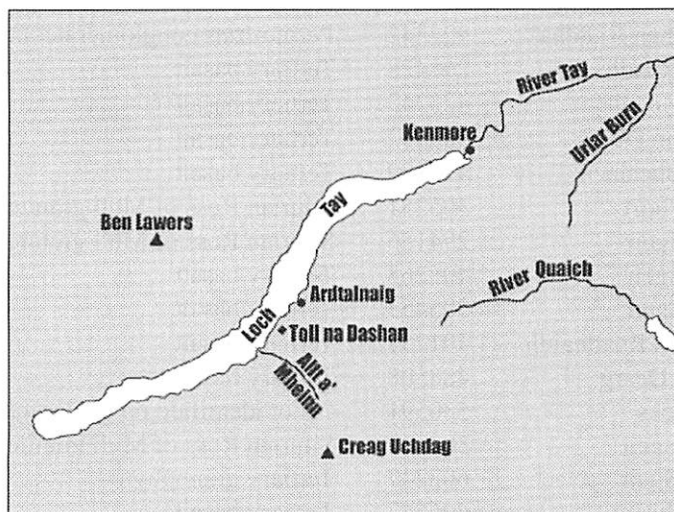 River Tay
Kenmore
Urlar Burn
Tay
Ben Lawers
River Quaich
Ardtalnaig
Loch
Toll na Dashan
Allt a'
Mheinn
Creag Uchdag